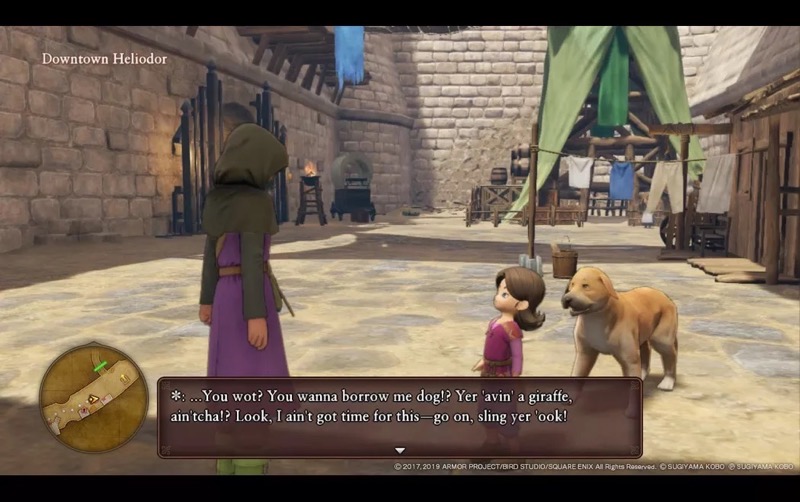 Downtown Heliodor
✻: ...You wot? You wanna borrow me dog!? Yer 'avin' a giraffe,
ain'tcha!? Look, I ain't got time for this—go on, sling yer 'ook!
© 2017, 2019 ARMOR PROJECT/BIRD STUDIO/SQUARE ENIX All Rights Reserved. © SUGIYAMA KOBO ℗ SUGIYAMA KOBO